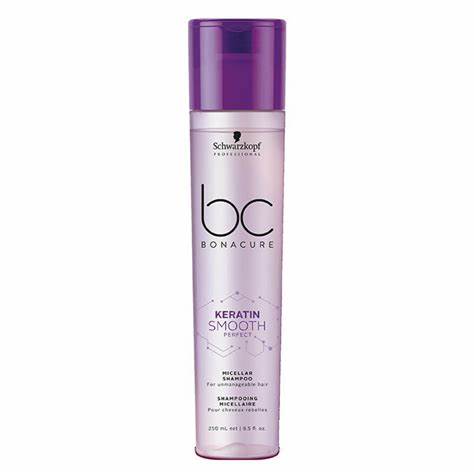 Schwarzkopf
PROFESSIONAL
bc
BONACURE
KERATIN
SMOOTH
PERFECT
MICELLAR
SHAMPOO
For unmanageable hair
SHAMPOOING
MICELLAIRE
Pour cheveux rebelles
250 mL net | 8.5 fl. oz.